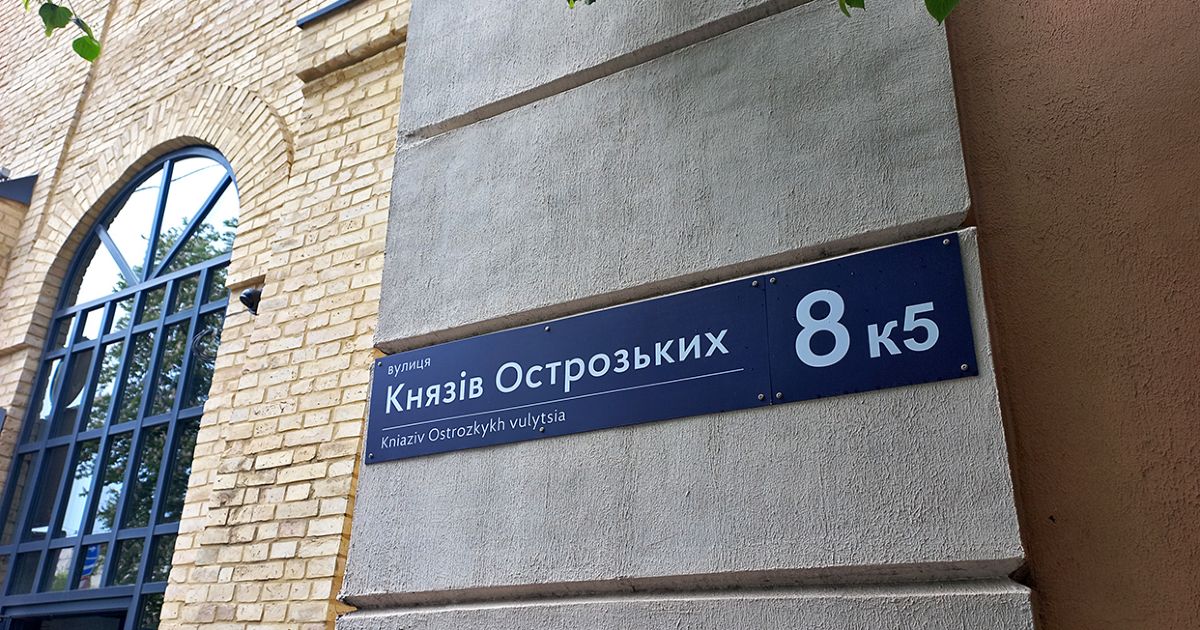 вулиця
Князів Острозьких
Kniaziv Ostrozkykh vulytsia
8 к5